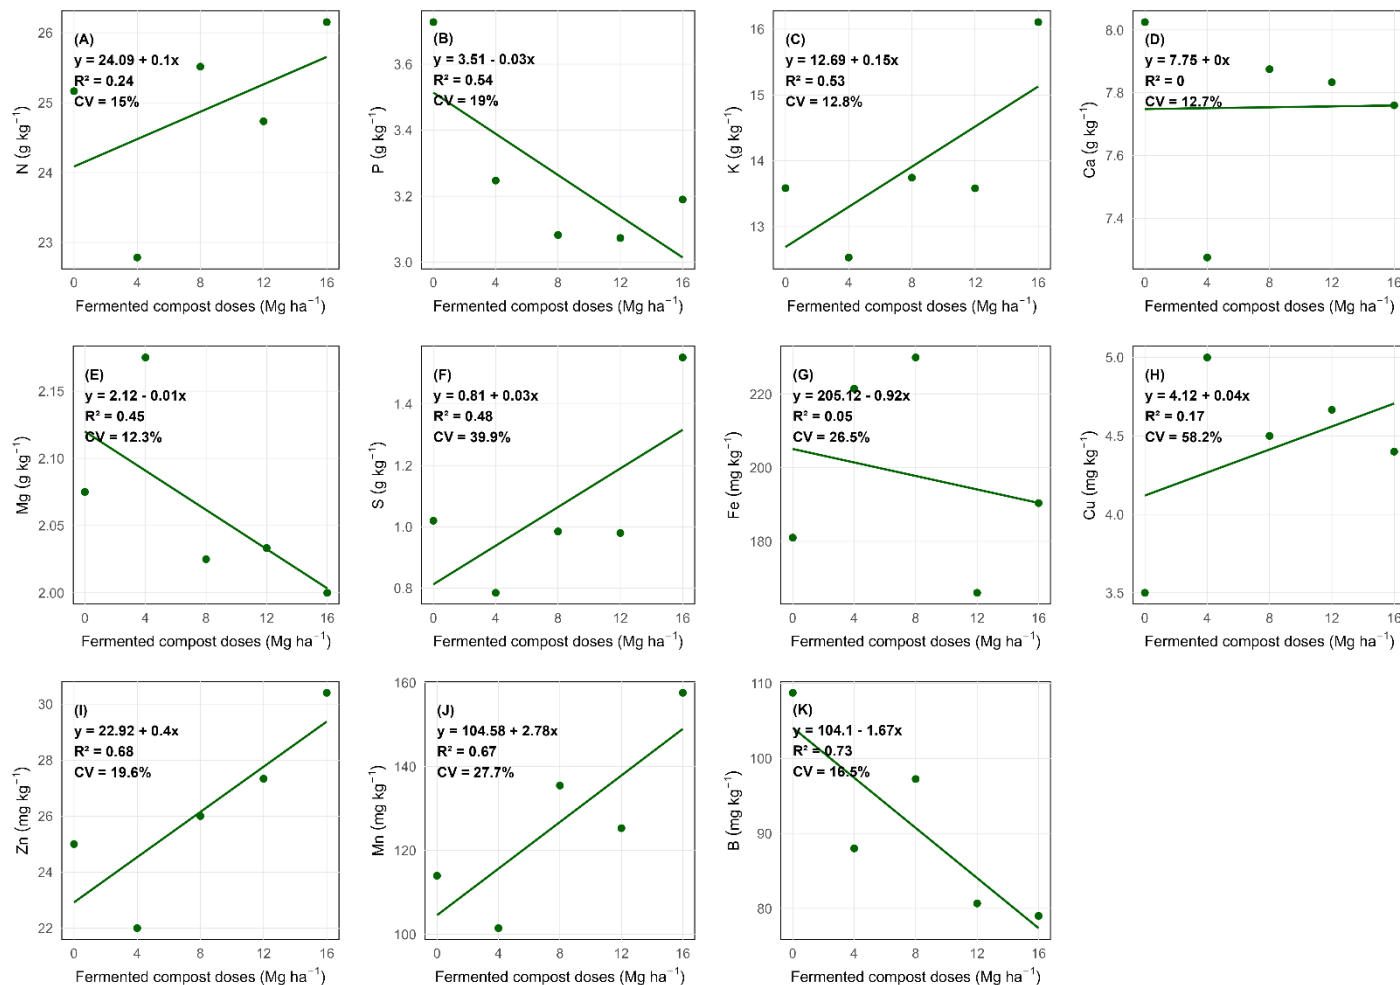 (A)
y = 24.09 + 0.1x
R² = 0.24
CV = 15%
26
25
24
23
N (g kg⁻¹)
0 4 8 12 16
Fermented compost doses (Mg ha⁻¹)
(B)
y = 3.51 - 0.03x
R² = 0.54
CV = 19%
3.6
3.4
3.2
3.0
P (g kg⁻¹)
0 4 8 12 16
Fermented compost doses (Mg ha⁻¹)
(C)
y = 12.69 + 0.15x
R² = 0.53
CV = 12.8%
16
15
14
13
K (g kg⁻¹)
0 4 8 12 16
Fermented compost doses (Mg ha⁻¹)
(D)
y = 7.75 + 0x
R² = 0
CV = 12.7%
8.0
7.8
7.6
7.4
Ca (g kg⁻¹)
0 4 8 12 16
Fermented compost doses (Mg ha⁻¹)
(E)
y = 2.12 - 0.01x
R² = 0.45
CV = 12.3%
2.15
2.10
2.05
2.00
Mg (g kg⁻¹)
0 4 8 12 16
Fermented compost doses (Mg ha⁻¹)
(F)
y = 0.81 + 0.03x
R² = 0.48
CV = 39.9%
1.4
1.2
1.0
0.8
S (g kg⁻¹)
0 4 8 12 16
Fermented compost doses (Mg ha⁻¹)
(G)
y = 205.12 - 0.92x
R² = 0.05
CV = 26.5%
220
200
180
Fe (mg kg⁻¹)
0 4 8 12 16
Fermented compost doses (Mg ha⁻¹)
(H)
y = 4.12 + 0.04x
R² = 0.17
CV = 58.2%
5.0
4.5
4.0
3.5
Cu (mg kg⁻¹)
0 4 8 12 16
Fermented compost doses (Mg ha⁻¹)
(I)
y = 22.92 + 0.4x
R² = 0.68
CV = 19.6%
30
28
26
24
22
Zn (mg kg⁻¹)
0 4 8 12 16
Fermented compost doses (Mg ha⁻¹)
(J)
y = 104.58 + 2.78x
R² = 0.67
CV = 27.7%
160
140
120
100
Mn (mg kg⁻¹)
0 4 8 12 16
Fermented compost doses (Mg ha⁻¹)
(K)
y = 104.1 - 1.67x
R² = 0.73
CV = 16.5%
110
100
90
80
B (mg kg⁻¹)
0 4 8 12 16
Fermented compost doses (Mg ha⁻¹)